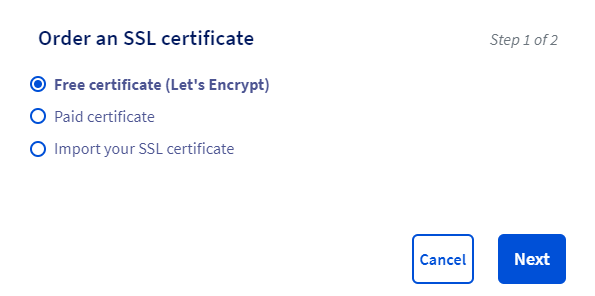 Order an SSL certificate
Step 1 of 2
Free certificate (Let's Encrypt)
Paid certificate
Import your SSL certificate
Cancel
Next